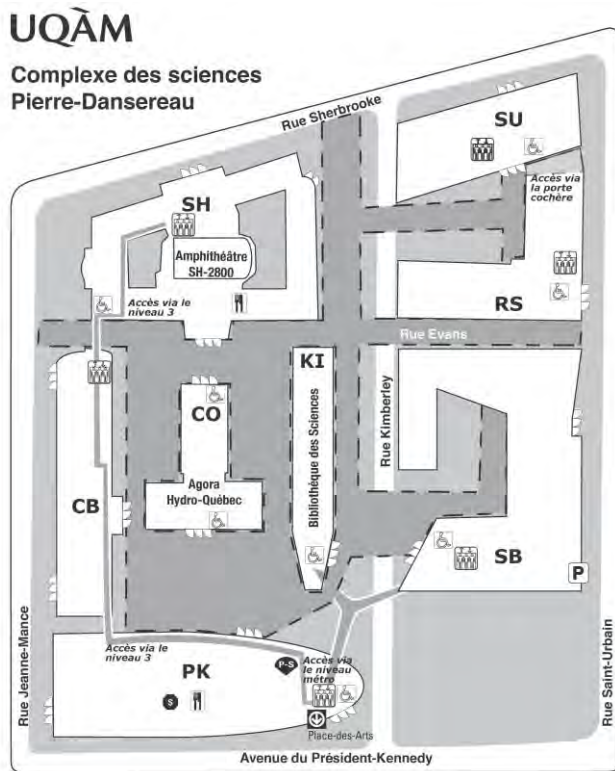 UQÀM
Complexe des sciences
Pierre-Dansereau
Rue Sherbrooke
SU
Accès via
la porte
cochère
SH
Amphithéâtre
SH-2800
Accès via le
niveau 3
RS
Rue Evans
KI
Bibliothèque des Sciences
Rue Kimberley
CO
Agora
Hydro-Québec
CB
SB
P
Rue Jeanne-Mance
Rue Saint-Urbain
Accès via le
niveau 3
PK
P-S
S
Accès via
le niveau
métro
Place-des-Arts
Avenue du Président-Kennedy